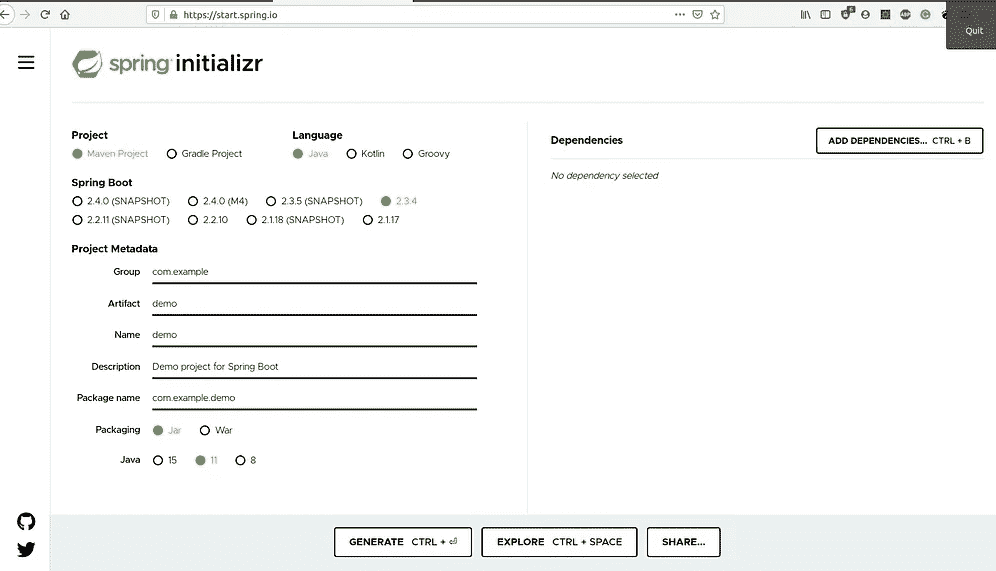 https://start.spring.io
Quit
spring initializr
Project
Maven Project Gradle Project
Language
Java Kotlin Groovy
Spring Boot
2.4.0 (SNAPSHOT) 2.4.0 (M4) 2.3.5 (SNAPSHOT) 2.3.4
2.2.11 (SNAPSHOT) 2.2.10 2.1.18 (SNAPSHOT) 2.1.17
Project Metadata
Group com.example
Artifact demo
Name demo
Description Demo project for Spring Boot
Package name com.example.demo
Packaging Jar War
Java 15 11 8
Dependencies
ADD DEPENDENCIES... CTRL + B
No dependency selected
GENERATE CTRL + ⏎
EXPLORE CTRL + SPACE
SHARE...